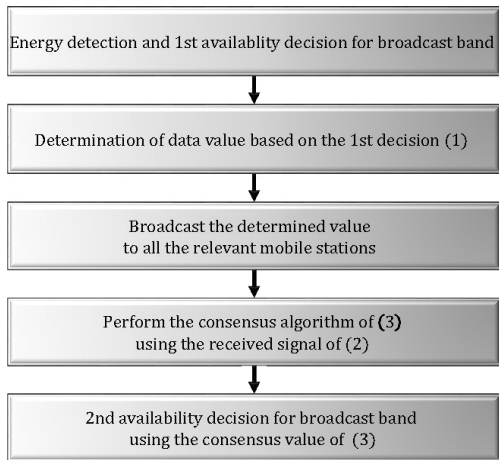 Energy detection and 1st availablity decision for broadcast band
Determination of data value based on the 1st decision (1)
Broadcast the determined value
to all the relevant mobile stations
Perform the consensus algorithm of (3)
using the received signal of (2)
2nd availability decision for broadcast band
using the consensus value of (3)